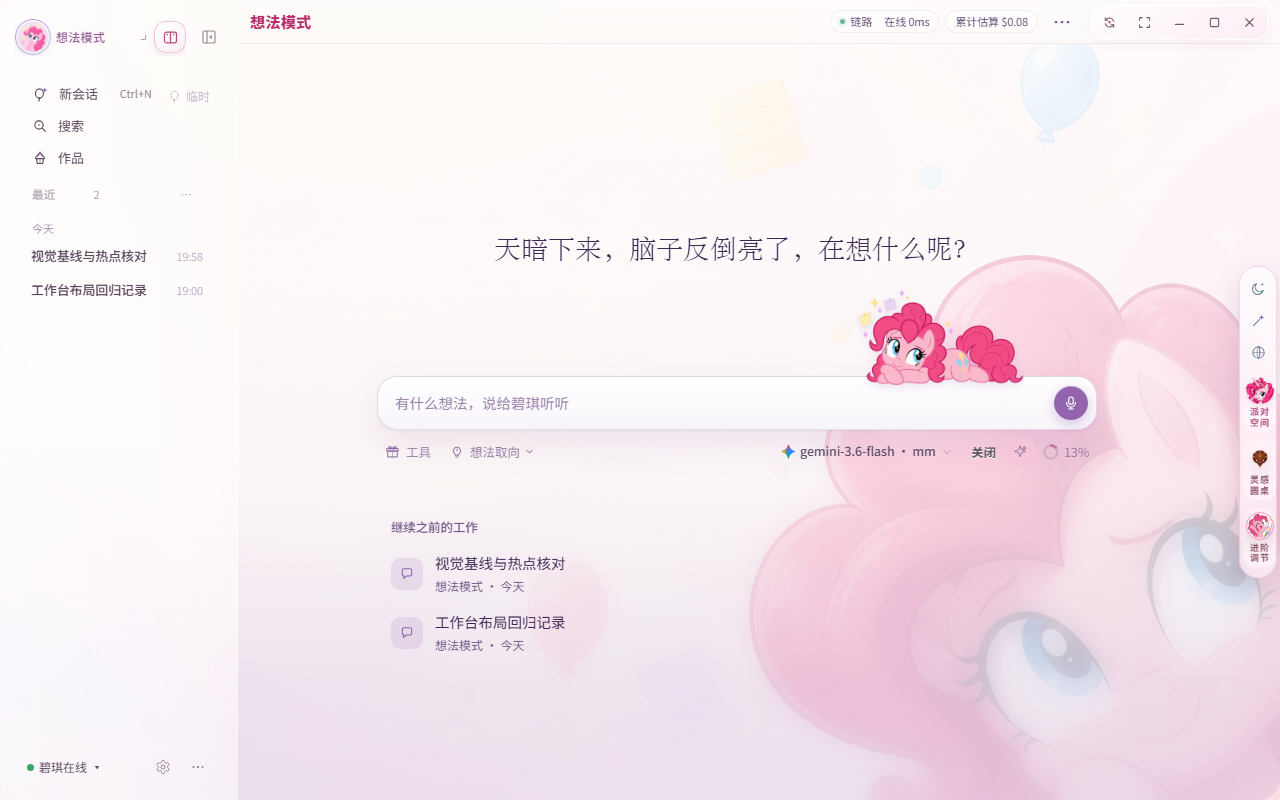 想法模式
新会话 Ctrl+N 临时
搜索
作品
最近 2 ...
今天
视觉基线与热点核对 19:58
工作台布局回归记录 19:00
碧琪在线
想法模式
链路 在线 0ms 累计估算 $0.08
天暗下来，脑子反倒亮了，在想什么呢？
有什么想法，说给碧琪听听
工具 想法取向 gemini-3.6-flash · mm 关闭 13%
继续之前的工作
视觉基线与热点核对
想法模式 · 今天
工作台布局回归记录
想法模式 · 今天
派对
空间
灵感
圆桌
进阶
调节